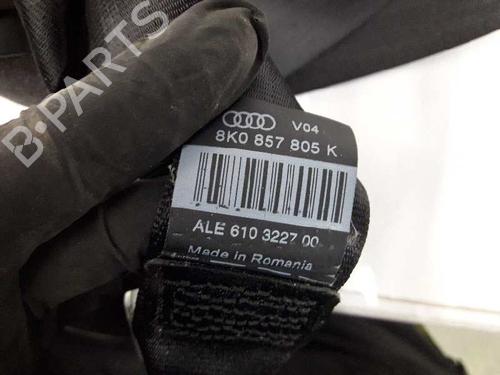 B-PARTS
V04
8K0 857 805 K
ALE 610 3227 00
Made in Romania